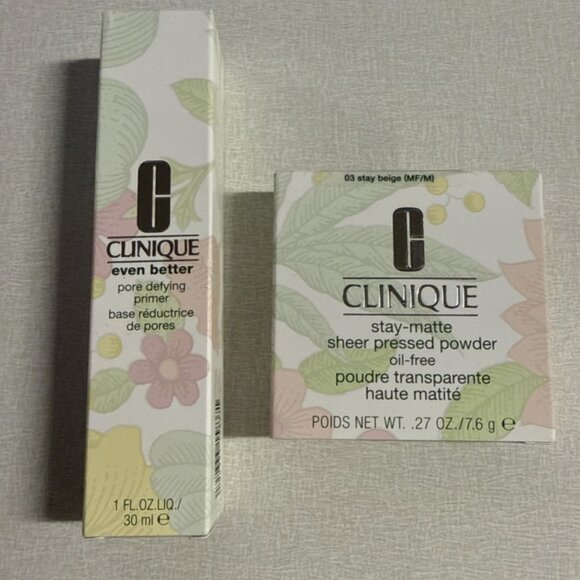 C
CLINIQUE
even better
pore defying
primer
base réductrice
de pores
1 FL.OZ.LIQ./
30 ml e
03 stay beige (MF/M)
C
CLINIQUE
stay-matte
sheer pressed powder
oil-free
poudre transparente
haute matité
POIDS NET WT. .27 OZ./7.6 g e